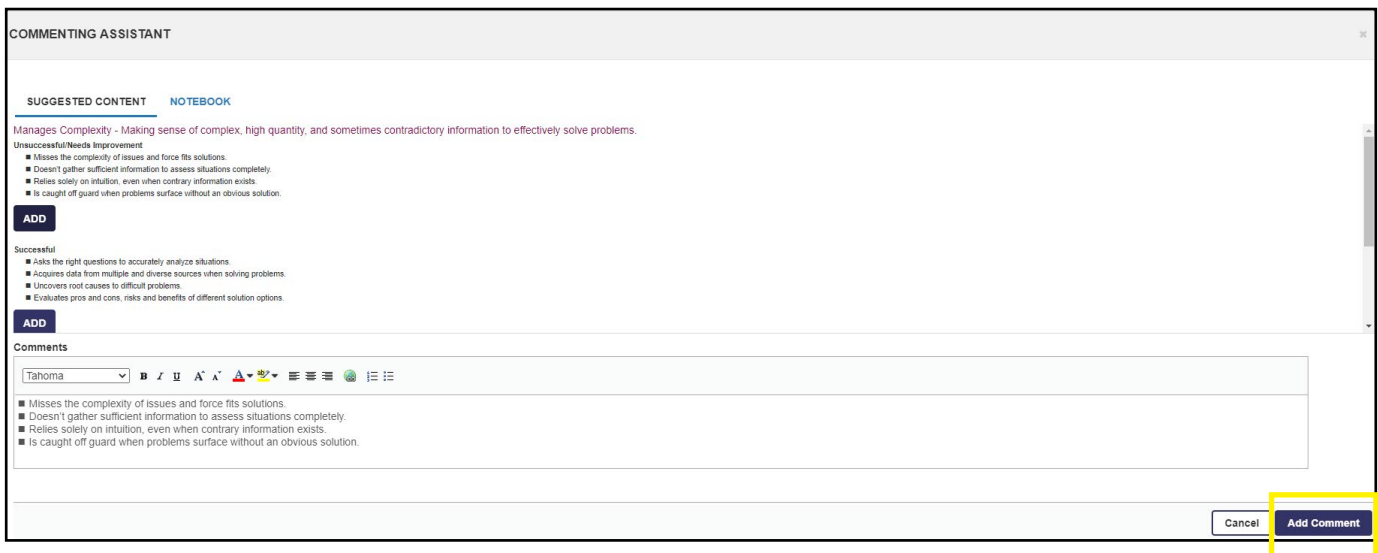 COMMENTING ASSISTANT
SUGGESTED CONTENT NOTEBOOK
Manages Complexity - Making sense of complex, high quantity, and sometimes contradictory information to effectively solve problems.
Unsuccessful/Needs Improvement
■ Misses the complexity of issues and force fits solutions.
■ Doesn't gather sufficient information to assess situations completely.
■ Relies solely on intuition, even when contrary information exists.
■ Is caught off guard when problems surface without an obvious solution.
ADD
Successful
■ Asks the right questions to accurately analyze situations.
■ Acquires data from multiple and diverse sources when solving problems.
■ Uncovers root causes to difficult problems.
■ Evaluates pros and cons, risks and benefits of different solution options.
ADD
Comments
Tahoma B I U A A A ab
■ Misses the complexity of issues and force fits solutions.
■ Doesn't gather sufficient information to assess situations completely.
■ Relies solely on intuition, even when contrary information exists.
■ Is caught off guard when problems surface without an obvious solution.
Cancel Add Comment